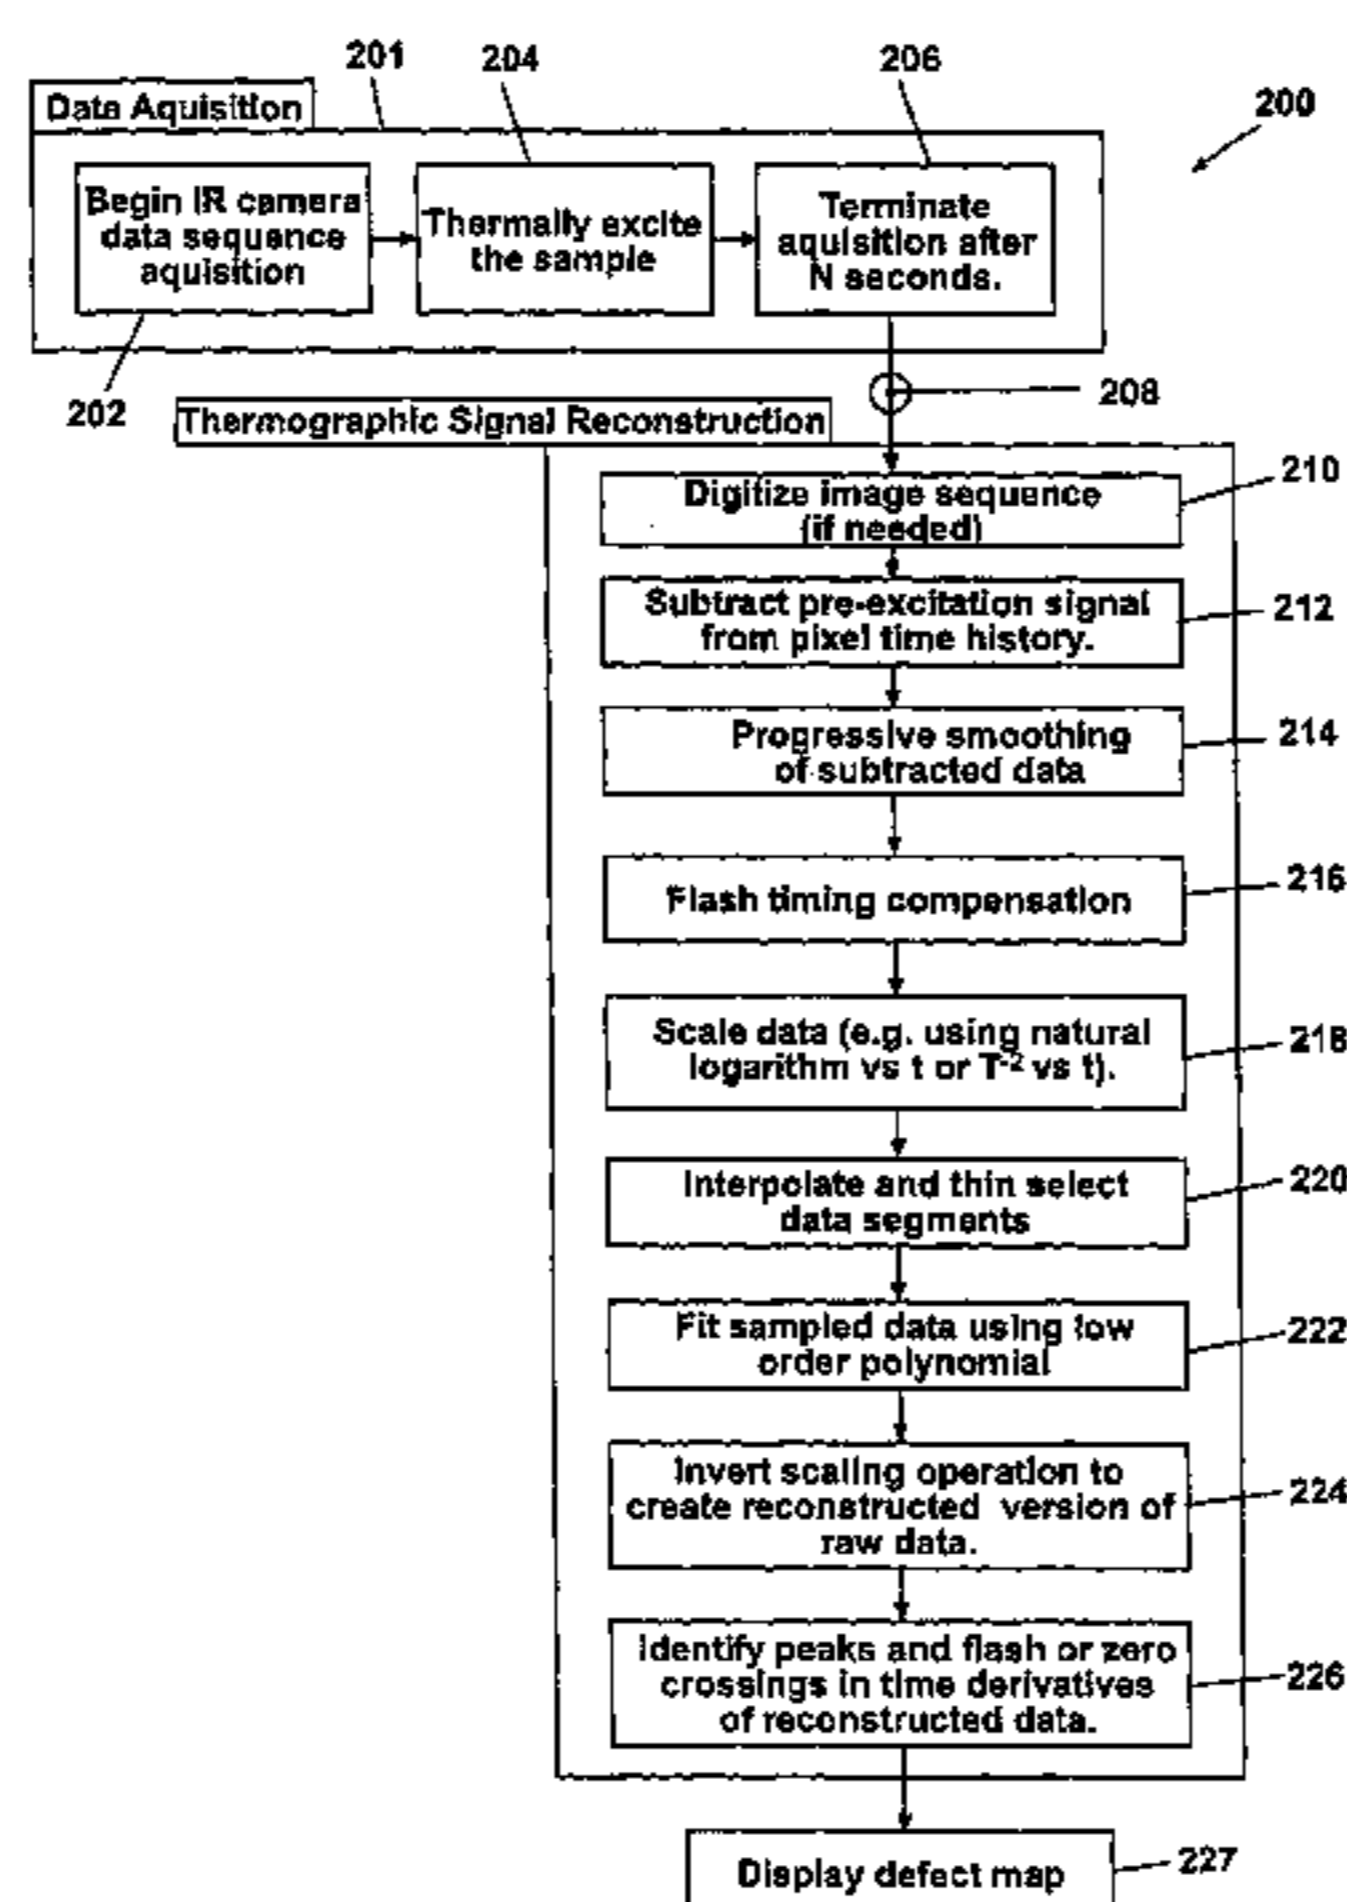 201
204
206
200
Data Aquisition
Begin IR camera
data sequence
aquisition
Thermally excite
the sample
Terminate
aquisition after
N seconds.
202
208
Thermographic Signal Reconstruction
Digitize image sequence
(if needed)
210
Subtract pre-excitation signal
from pixel time history.
212
Progressive smoothing
of subtracted data
214
Flash timing compensation
216
Scale data (e.g. using natural
logarithm vs t or T-2 vs t).
218
Interpolate and thin select
data segments
220
Fit sampled data using low
order polynomial
222
Invert scaling operation to
create reconstructed version of
raw data.
224
Identify peaks and flash or zero
crossings in time derivatives
of reconstructed data.
226
Display defect map
227